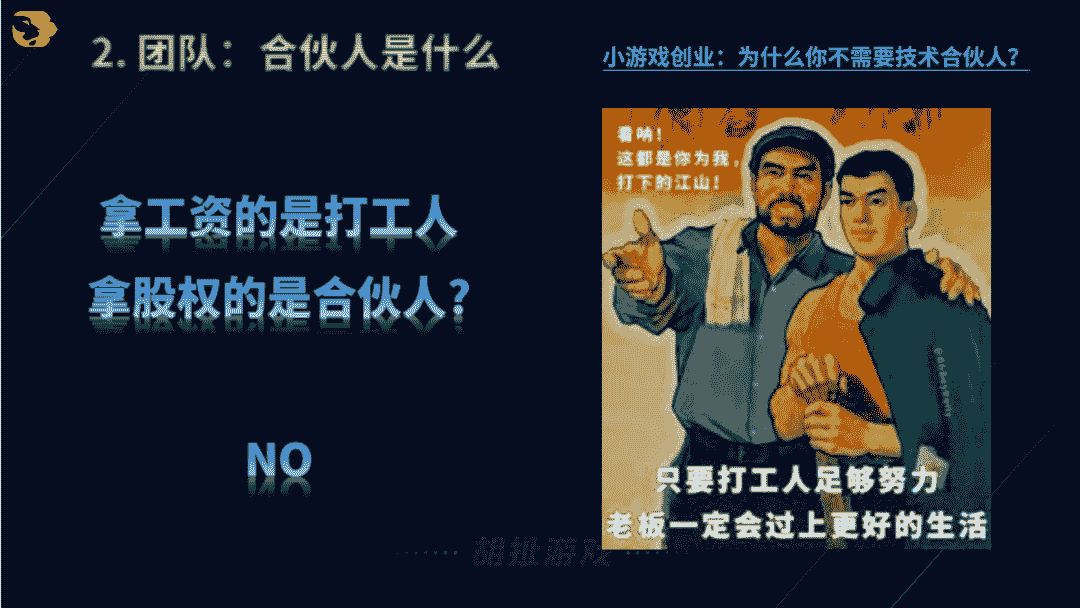 2. 团队：合伙人是什么
小游戏创业：为什么你不需要技术合伙人？
拿工资的是打工人
拿股权的是合伙人？
NO
看呐！
这都是你为我，
打下的江山！
只要打工人足够努力
老板一定会过上更好的生活
胡扯游戏